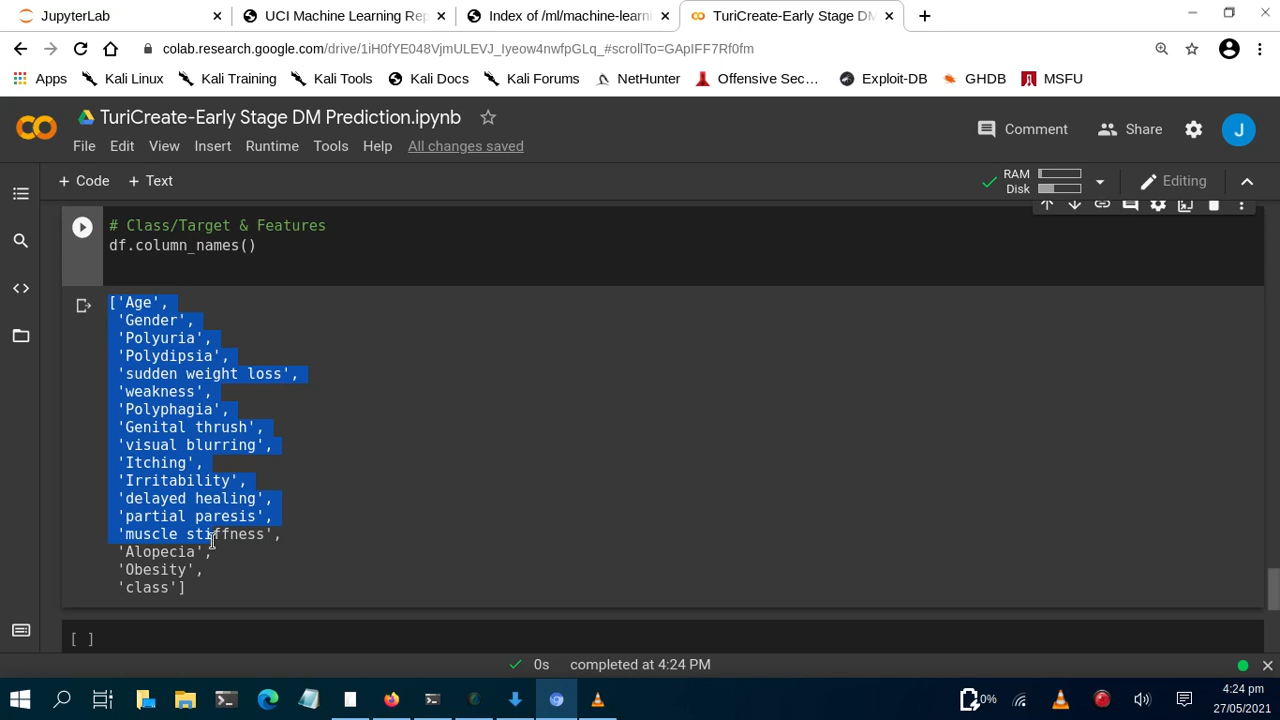 JupyterLab
UCI Machine Learning Rep
Index of /ml/machine-learni
TuriCreate-Early Stage DM
colab.research.google.com/drive/1iH0fYE048VjmULEVJ_Iyeow4nwfpGLq_#scrollTo=GApIFF7Rf0fm
Apps Kali Linux Kali Training Kali Tools Kali Docs Kali Forums NetHunter Offensive Sec... Exploit-DB GHDB MSFU
TuriCreate-Early Stage DM Prediction.ipynb
Comment Share J
File Edit View Insert Runtime Tools Help All changes saved
+ Code + Text
RAM
Disk
Editing
# Class/Target & Features
df.column_names()
['Age',
'Gender',
'Polyuria',
'Polydipsia',
'sudden weight loss',
'weakness',
'Polyphagia',
'Genital thrush',
'visual blurring',
'Itching',
'Irritability',
'delayed healing',
'partial paresis',
'muscle stiffness',
'Alopecia',
'Obesity',
'class']
[ ]
0s completed at 4:24 PM
0%
4:24 pm
27/05/2021